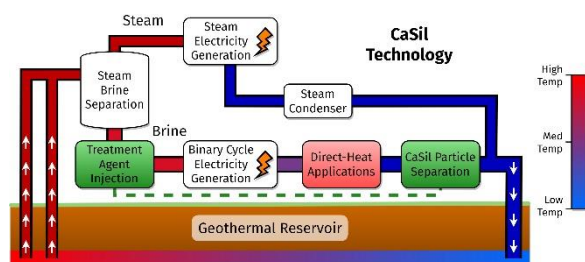 Steam
Steam
Electricity
Generation
CaSil
Technology
Steam
Brine
Separation
Steam
Condenser
High
Temp
Med
Temp
Low
Temp
Brine
Treatment
Agent
Injection
Binary Cycle
Electricity
Generation
Direct-Heat
Applications
CaSil Particle
Separation
Geothermal Reservoir